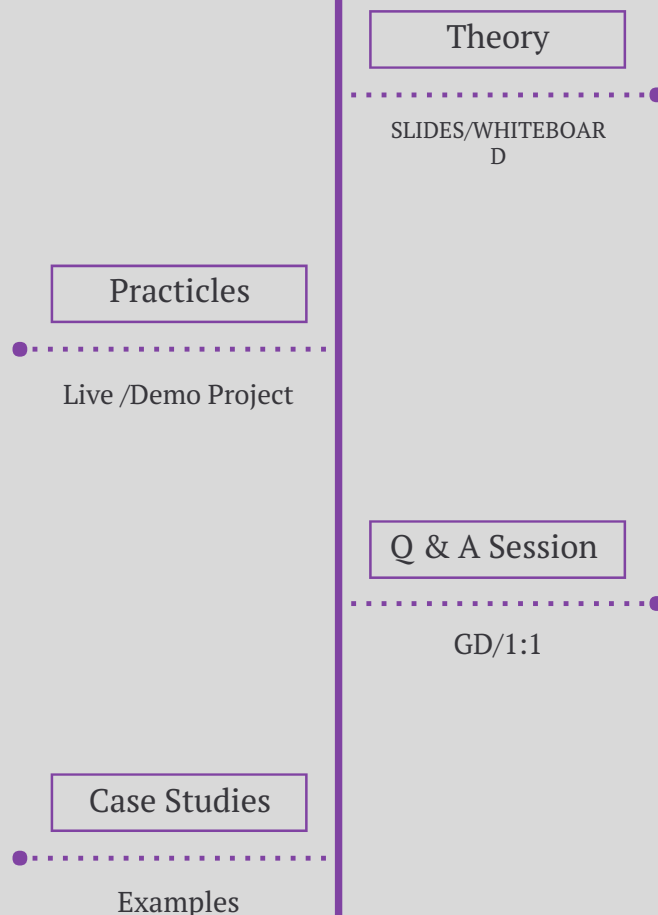 Theory
SLIDES/WHITEBOAR
D
Practicles
Live /Demo Project
Q & A Session
GD/1:1
Case Studies
Examples